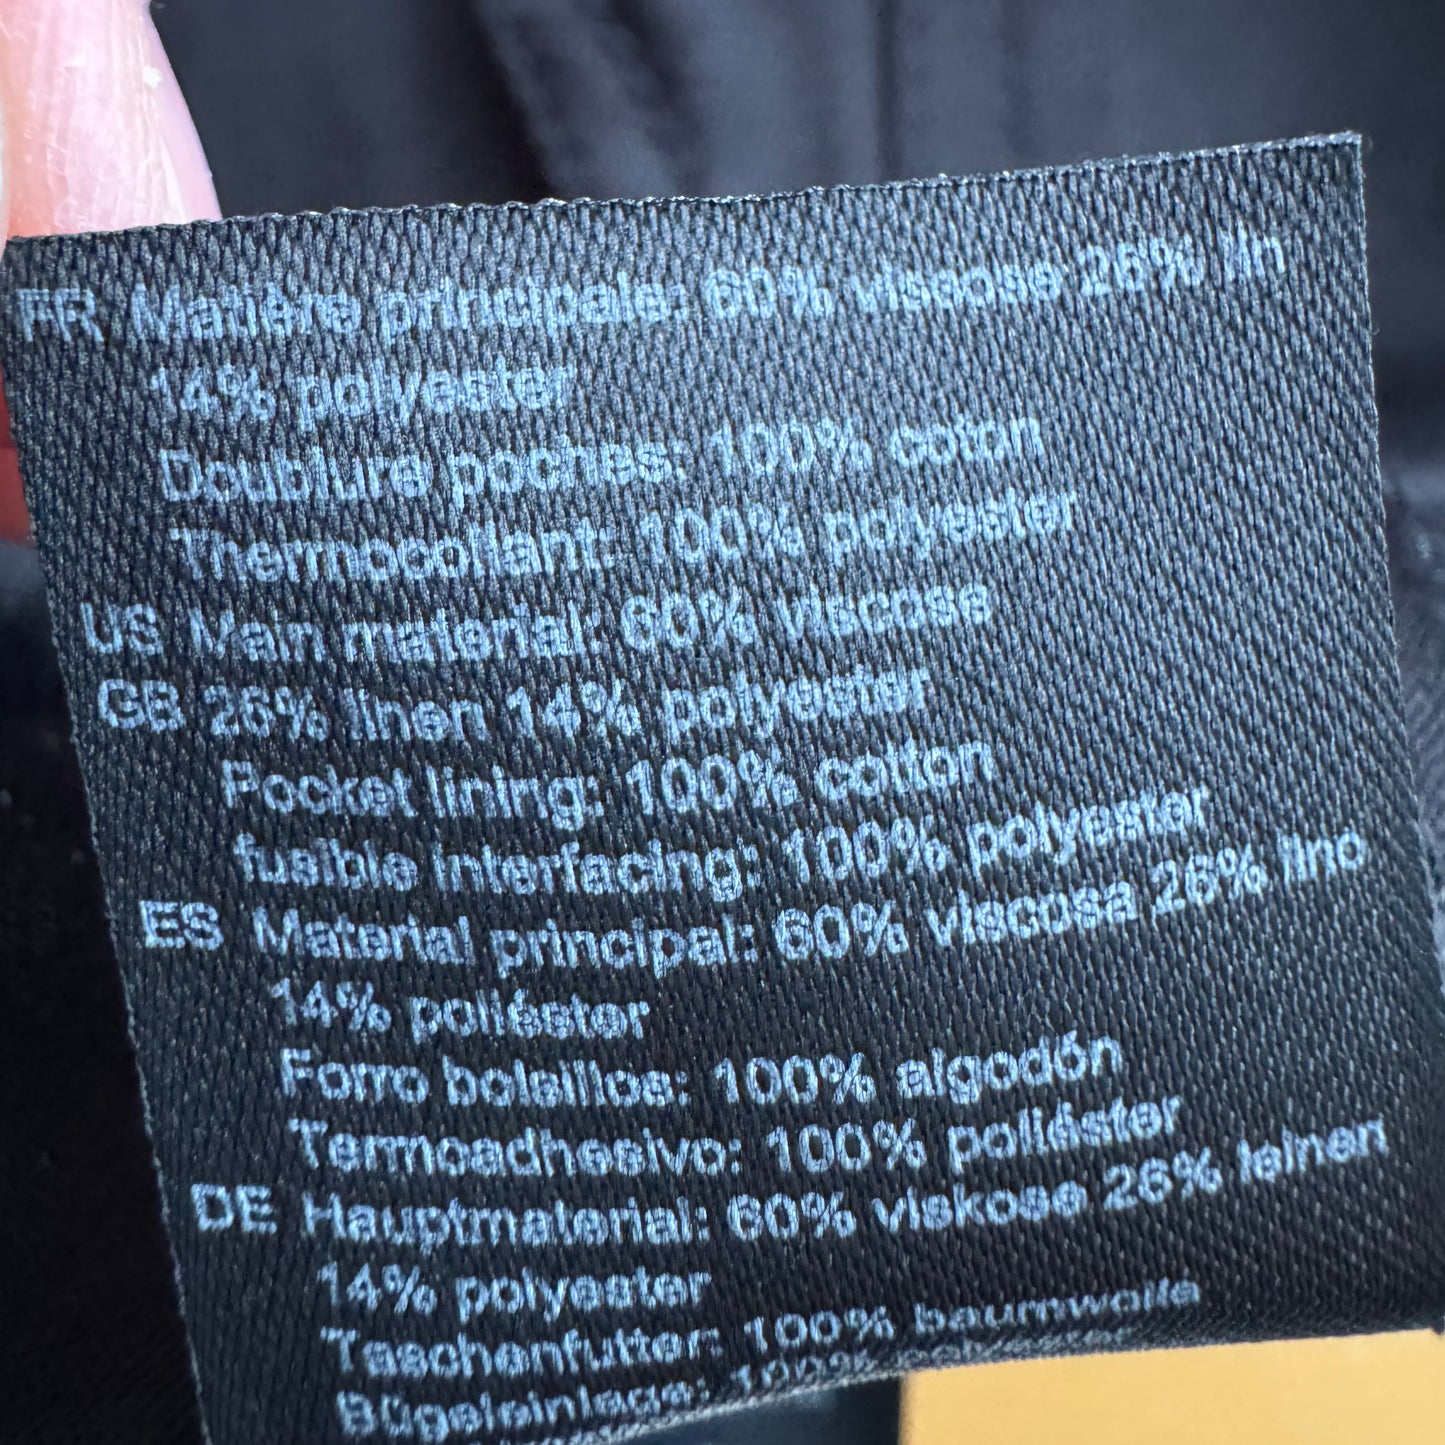 FR Matière principale: 60% viscose 26% lin
14% polyester
Doublure poches: 100% coton
Thermocollant: 100% polyester
US Main material: 60% viscose
GB 26% linen 14% polyester
Pocket lining: 100% cotton
fusible interfacing: 100% polyester
ES Material principal: 60% viscosa 26% lino
14% poliéster
Forro bolsillos: 100% algodón
Termoadhesivo: 100% poliéster
DE Hauptmaterial: 60% viskose 26% leinen
14% polyester
Taschenfutter: 100% baumwolle
Bügeleinlage: 100% polyester